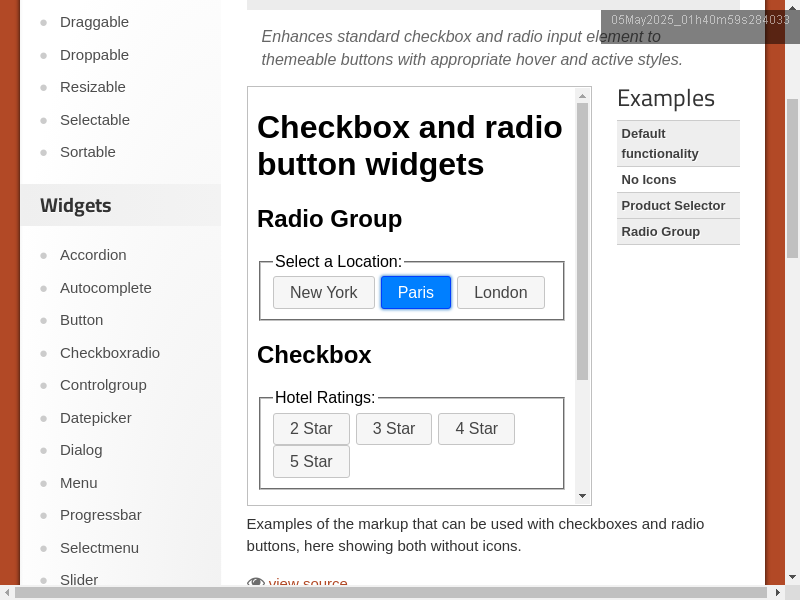 Draggable
Droppable
Resizable
Selectable
Sortable
Widgets
Accordion
Autocomplete
Button
Checkboxradio
Controlgroup
Datepicker
Dialog
Menu
Progressbar
Selectmenu
Slider
05May2025_01h40m59s284033
Enhances standard checkbox and radio input element to
themeable buttons with appropriate hover and active styles.
Checkbox and radio
button widgets
Radio Group
Select a Location:
New York Paris London
Checkbox
Hotel Ratings:
2 Star 3 Star 4 Star
5 Star
Examples of the markup that can be used with checkboxes and radio
buttons, here showing both without icons.
view source
Examples
Default
functionality
No Icons
Product Selector
Radio Group